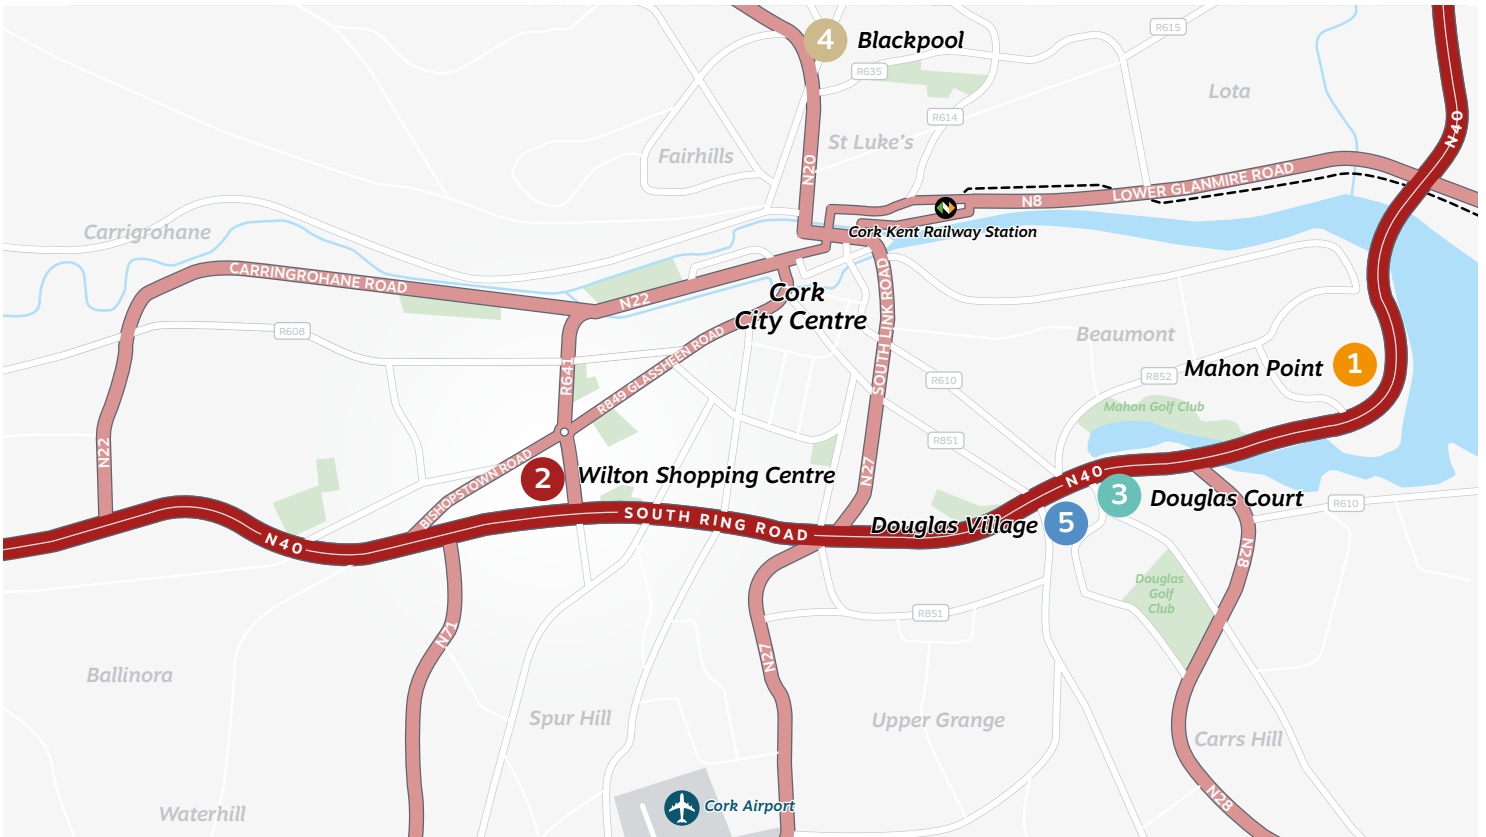 4
Blackpool
R615
R635
Lota
R614
N40
St Luke's
Fairhills
N20
LOWER GLANMIRE ROAD
N8
Carrigrohane
Cork Kent Railway Station
CARRINGROHANE ROAD
N22
Cork
City Centre
SOUTH LINK ROAD
R608
Beaumont
R641
R849 GLASSHEEN ROAD
R610
R852
Mahon Point
1
Mahon Golf Club
N22
R851
BISHOPSTOWN ROAD
2
Wilton Shopping Centre
N27
N40
3
Douglas Court
R610
SOUTH RING ROAD
Douglas Village
5
N40
N28
Douglas
Golf
Club
R851
N71
N27
Ballinora
Spur Hill
Upper Grange
Carrs Hill
N28
Cork Airport
Waterhill